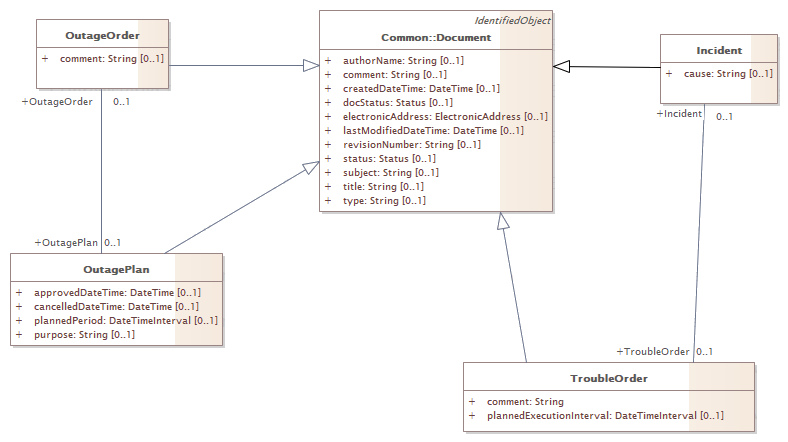 OutageOrder
+ comment: String [0..1]
+OutageOrder 0..1
IdentifiedObject
Common::Document
+ authorName: String [0..1]
+ comment: String [0..1]
+ createdDateTime: DateTime [0..1]
+ docStatus: Status [0..1]
+ electronicAddress: ElectronicAddress [0..1]
+ lastModifiedDateTime: DateTime [0..1]
+ revisionNumber: String [0..1]
+ status: Status [0..1]
+ subject: String [0..1]
+ title: String [0..1]
+ type: String [0..1]
Incident
+ cause: String [0..1]
+Incident 0..1
+OutagePlan 0..1
OutagePlan
+ approvedDateTime: DateTime [0..1]
+ cancelledDateTime: DateTime [0..1]
+ plannedPeriod: DateTimeInterval [0..1]
+ purpose: String [0..1]
+TroubleOrder 0..1
TroubleOrder
+ comment: String
+ plannedExecutionInterval: DateTimeInterval [0..1]